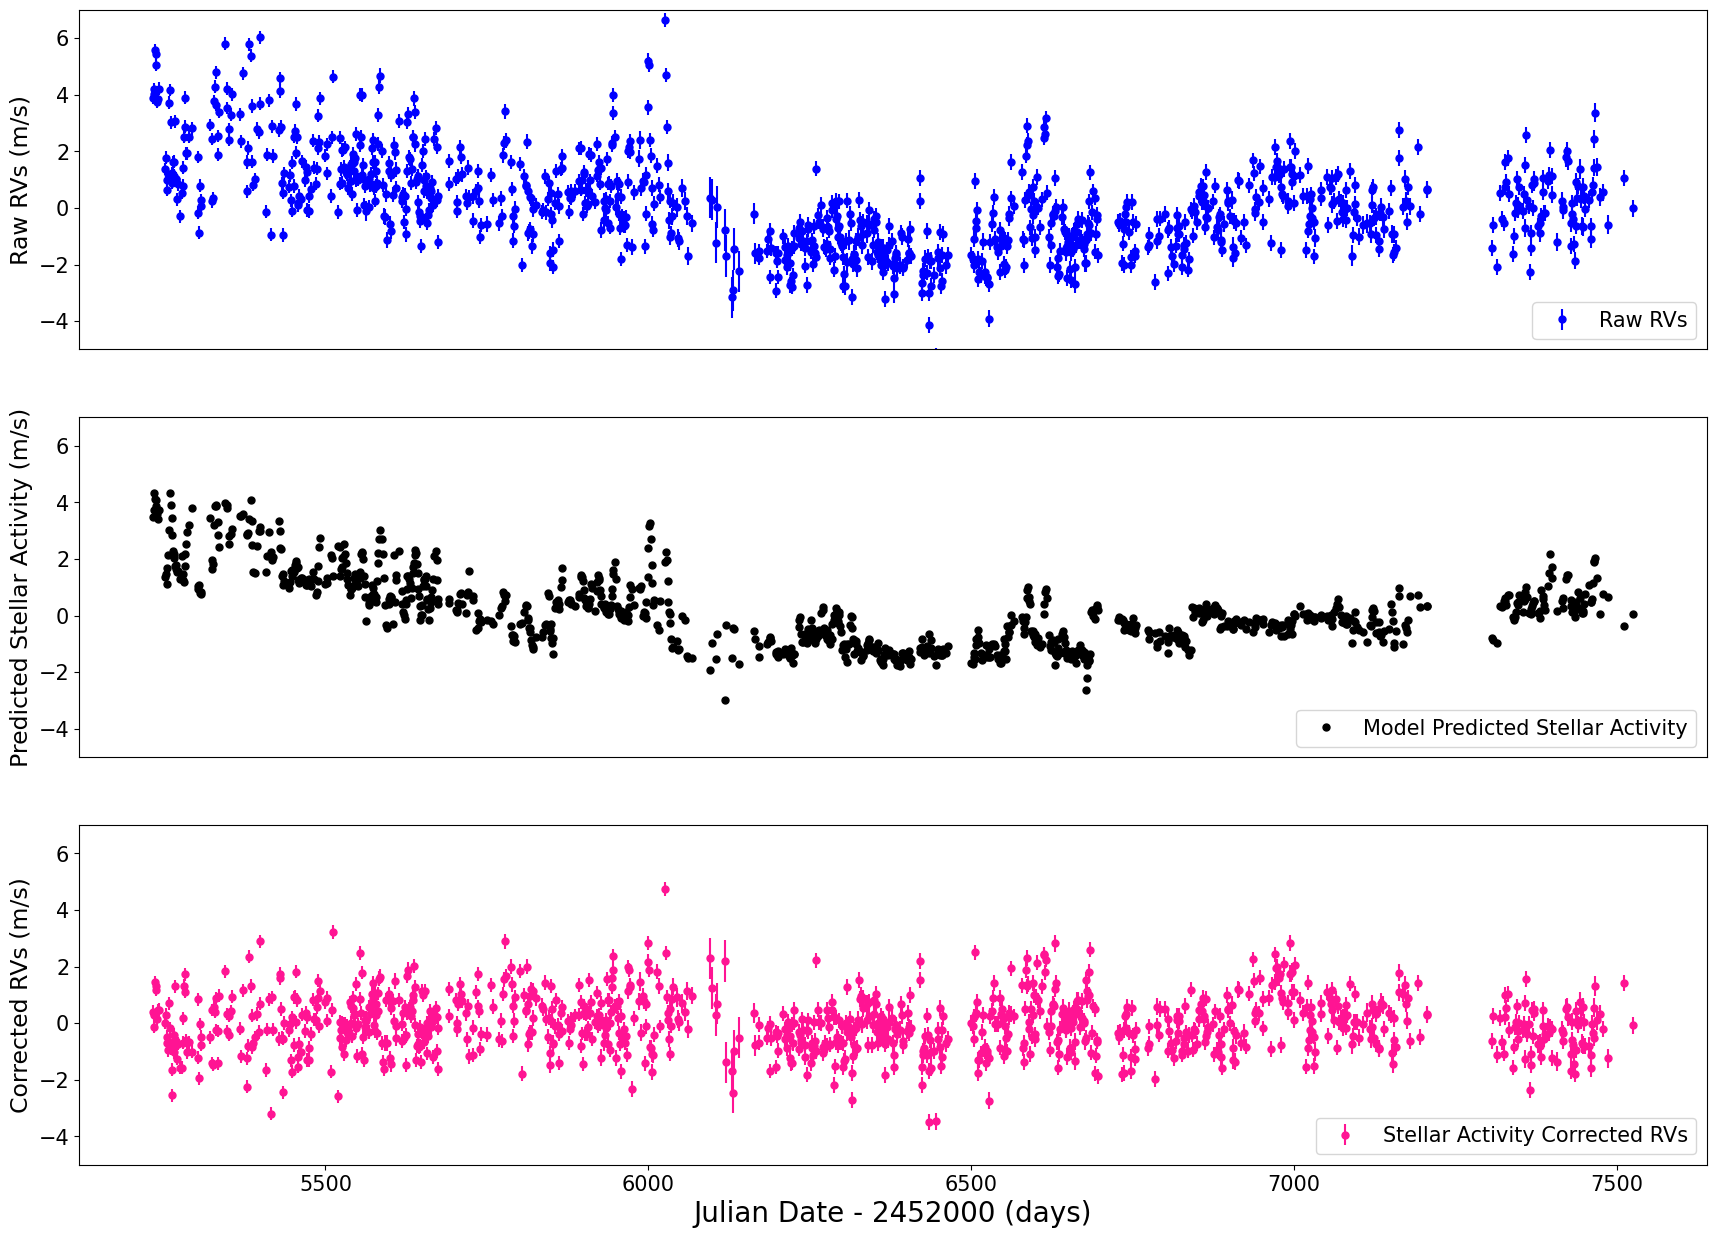 Raw RVs (m/s)
6
4
2
0
−2
−4
Raw RVs
Predicted Stellar Activity (m/s)
6
4
2
0
−2
−4
Model Predicted Stellar Activity
Corrected RVs (m/s)
6
4
2
0
−2
−4
Stellar Activity Corrected RVs
5500 6000 6500 7000 7500
Julian Date - 2452000 (days)